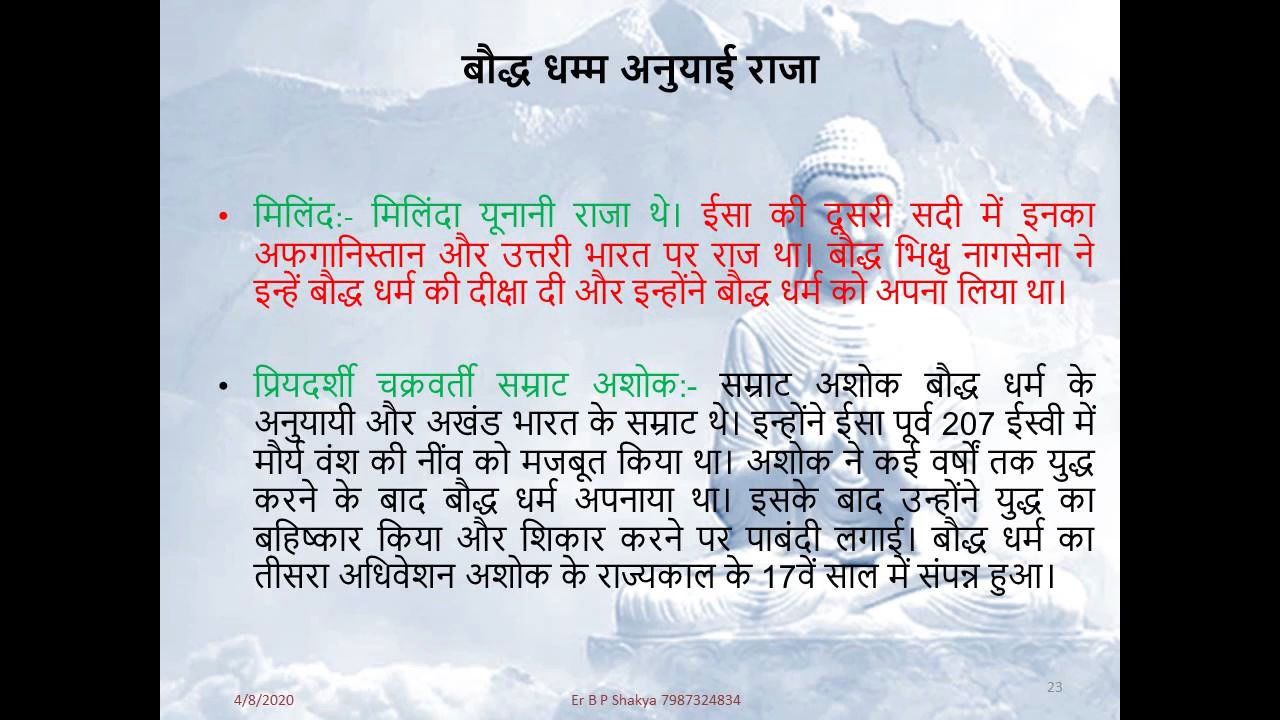 बौद्ध धम्म अनुयाई राजा
• मिलिंद:- मिलिंदा यूनानी राजा थे। ईसा की दूसरी सदी में इनका
अफगानिस्तान और उत्तरी भारत पर राज था। बौद्ध भिक्षु नागसेना ने
इन्हें बौद्ध धर्म की दीक्षा दी और इन्होंने बौद्ध धर्म को अपना लिया था।
• प्रियदर्शी चक्रवर्ती सम्राट अशोक:- सम्राट अशोक बौद्ध धर्म के
अनुयायी और अखंड भारत के सम्राट थे। इन्होंने ईसा पूर्व 207 ईस्वी में
मौर्य वंश की नींव को मजबूत किया था। अशोक ने कई वर्षों तक युद्ध
करने के बाद बौद्ध धर्म अपनाया था। इसके बाद उन्होंने युद्ध का
बहिष्कार किया और शिकार करने पर पाबंदी लगाई। बौद्ध धर्म का
तीसरा अधिवेशन अशोक के राज्यकाल के 17वें साल में संपन्न हुआ।
4/8/2020 Er B P Shakya 7987324834 23